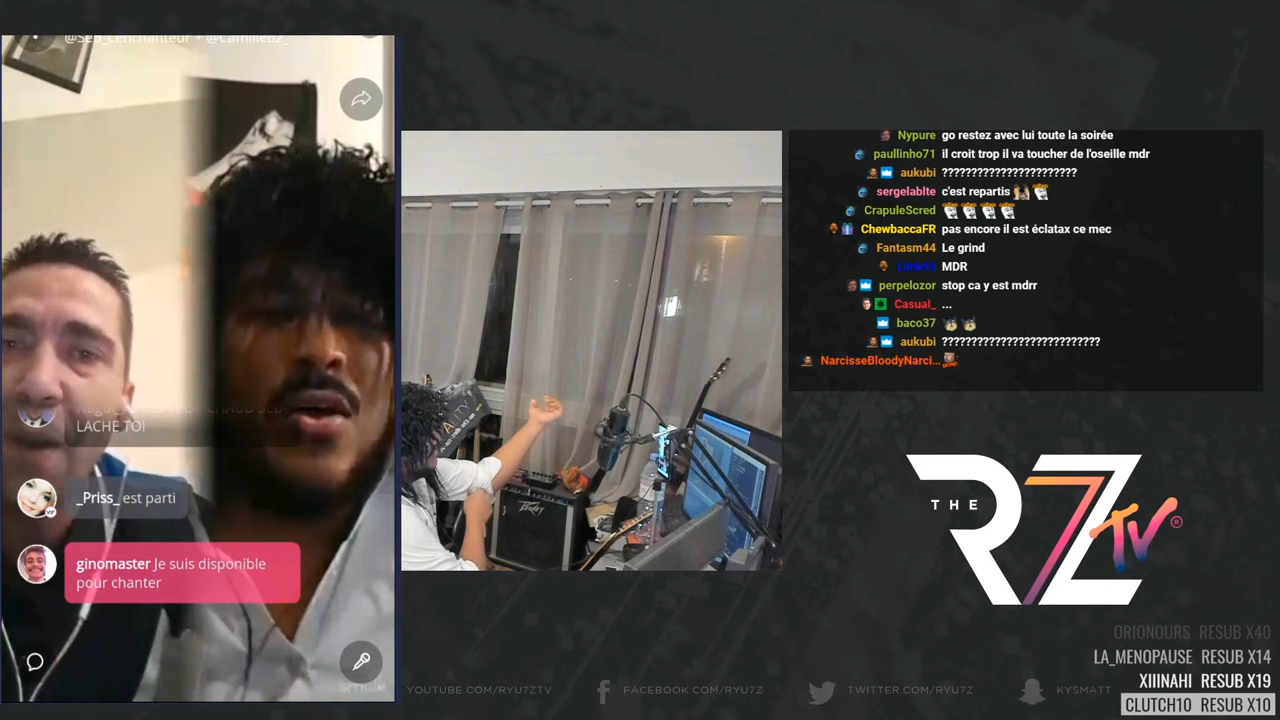 @Seb_Lenchanteur + @Camille62_
LACHE TOI
_Priss_ est parti
ginomaster Je suis disponible
pour chanter
Peavey
Nypure go restez avec lui toute la soirée
paullinho71 il croit trop il va toucher de l'oseille mdr
aukubi ???????????????????????
sergelablte c'est repartis
CrapuleScred
ChewbaccaFR pas encore il est éclatax ce mec
Fantasm44 Le grind
MDR
perpelozor stop ca y est mdrr
Casual_ ...
baco37
aukubi ???????????????????????????
NarcisseBloodyNarci...
THE
RZ TV ®
ORIONOURS RESUB X40
LA_MENOPAUSE RESUB X14
XIIINAHI RESUB X19
CLUTCH10 RESUB X10
smule
YOUTUBE.COM/RYU7ZTV
FACEBOOK.COM/RYU7Z
TWITTER.COM/RYU7Z
KYSMATT